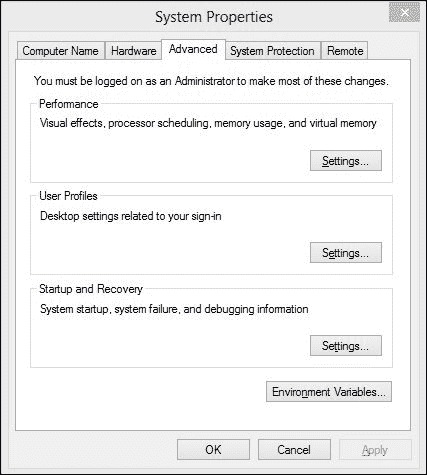 System Properties
Computer Name Hardware Advanced System Protection Remote
You must be logged on as an Administrator to make most of these changes.
Performance
Visual effects, processor scheduling, memory usage, and virtual memory
Settings...
User Profiles
Desktop settings related to your sign-in
Settings...
Startup and Recovery
System startup, system failure, and debugging information
Settings...
Environment Variables...
OK Cancel Apply